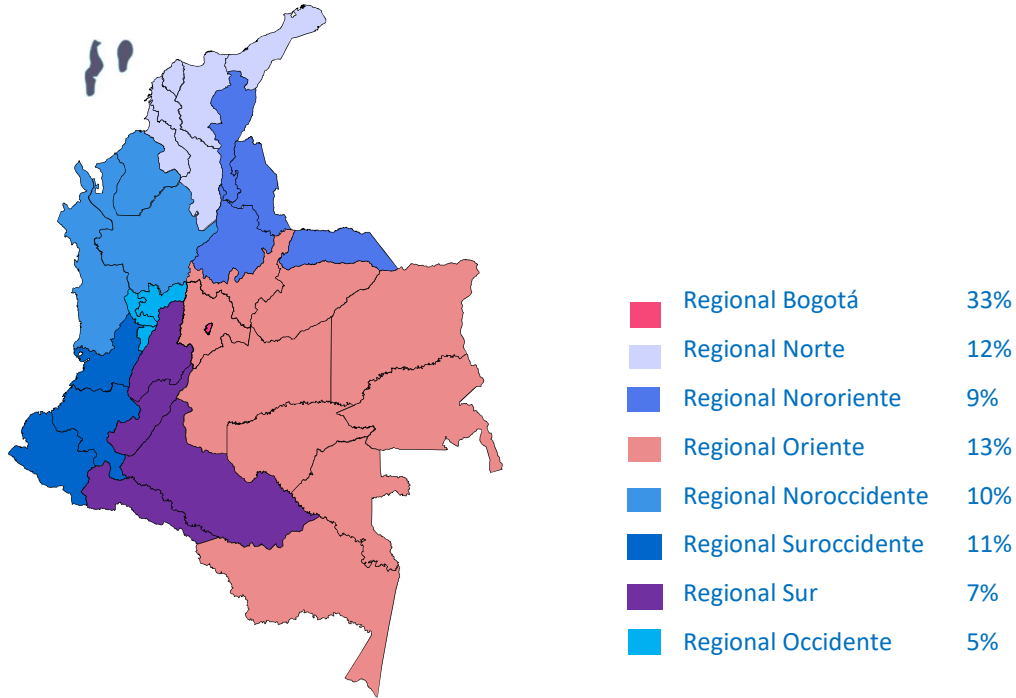 Regional Bogotá 33%
Regional Norte 12%
Regional Nororiente 9%
Regional Oriente 13%
Regional Noroccidente 10%
Regional Suroccidente 11%
Regional Sur 7%
Regional Occidente 5%